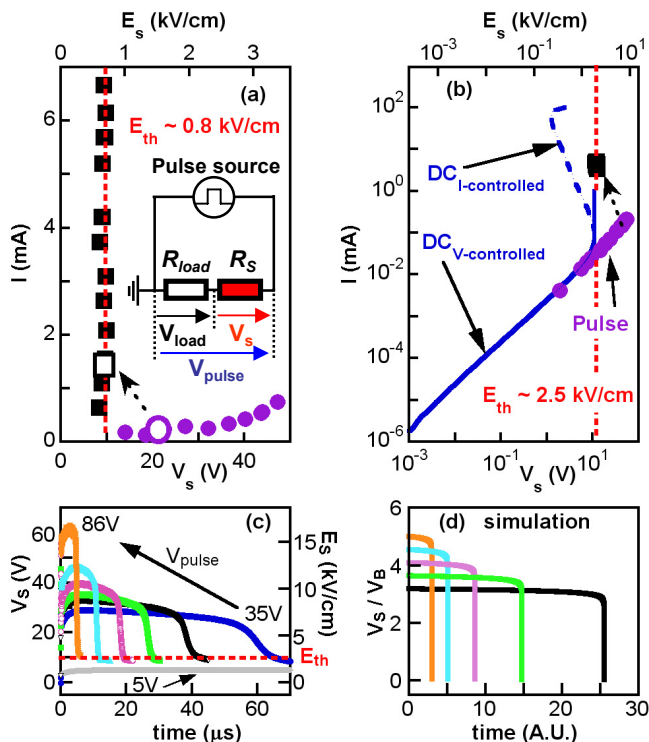 E_s (kV/cm)
0 1 2 3
(a)
8
6
4
2
0
I (mA)
E_th ~ 0.8 kV/cm
Pulse source
R_load R_S
V_load V_s
V_pulse
0 20 40
V_s (V)
E_s (kV/cm)
10^-3 10^-1 10^1
(b)
10^2
10^0
10^-2
10^-4
10^-6
I (mA)
DC_I-controlled
DC_V-controlled
Pulse
E_th ~ 2.5 kV/cm
10^-3 10^-1 10^1
V_s (V)
(c)
60
40
20
0
V_S (V)
86V
V_pulse
35V
5V
E_th
15
10
5
0
E_S (kV/cm)
0 20 40 60
time (μs)
(d) simulation
6
4
2
0
V_S / V_B
0 10 20 30
time (A.U.)